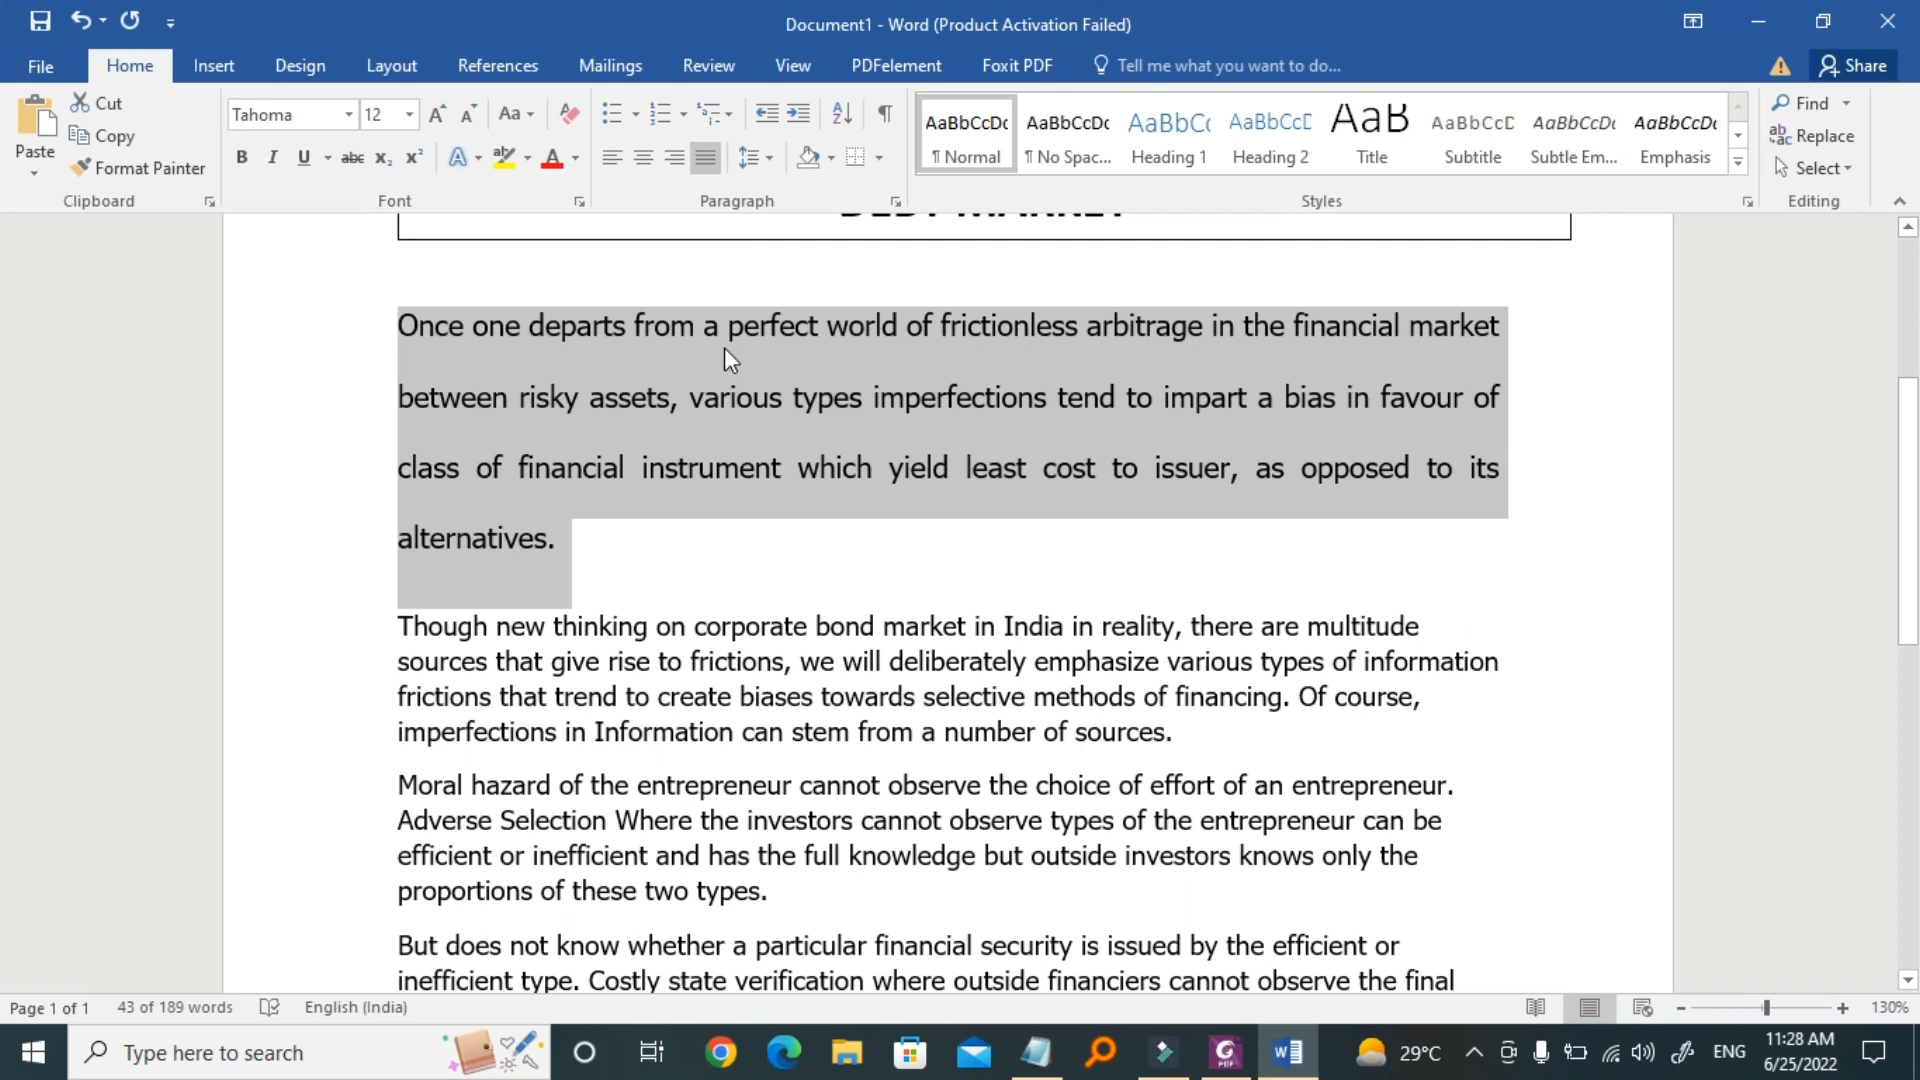 Document1 - Word (Product Activation Failed)
File Home Insert Design Layout References Mailings Review View PDFelement Foxit PDF Tell me what you want to do... Share
Paste
Cut
Copy
Format Painter
Clipboard
Tahoma 12
Aa
B I U abc X₂ X²
Font
Paragraph
AaBbCcDc AaBbCcDc AaBbC AaBbCcD AaB AaBbCcD AaBbCcDc AaBbCcDc
¶ Normal ¶ No Spac... Heading 1 Heading 2 Title Subtitle Subtle Em... Emphasis
Styles
Find
Replace
Select
Editing
DEBT MARKET
Once one departs from a perfect world of frictionless arbitrage in the financial market
between risky assets, various types imperfections tend to impart a bias in favour of
class of financial instrument which yield least cost to issuer, as opposed to its
alternatives.
Though new thinking on corporate bond market in India in reality, there are multitude
sources that give rise to frictions, we will deliberately emphasize various types of information
frictions that trend to create biases towards selective methods of financing. Of course,
imperfections in Information can stem from a number of sources.
Moral hazard of the entrepreneur cannot observe the choice of effort of an entrepreneur.
Adverse Selection Where the investors cannot observe types of the entrepreneur can be
efficient or inefficient and has the full knowledge but outside investors knows only the
proportions of these two types.
But does not know whether a particular financial security is issued by the efficient or
inefficient type. Costly state verification where outside financiers cannot observe the final
Page 1 of 1 43 of 189 words English (India) 130%
Type here to search
29°C ENG 11:28 AM
6/25/2022